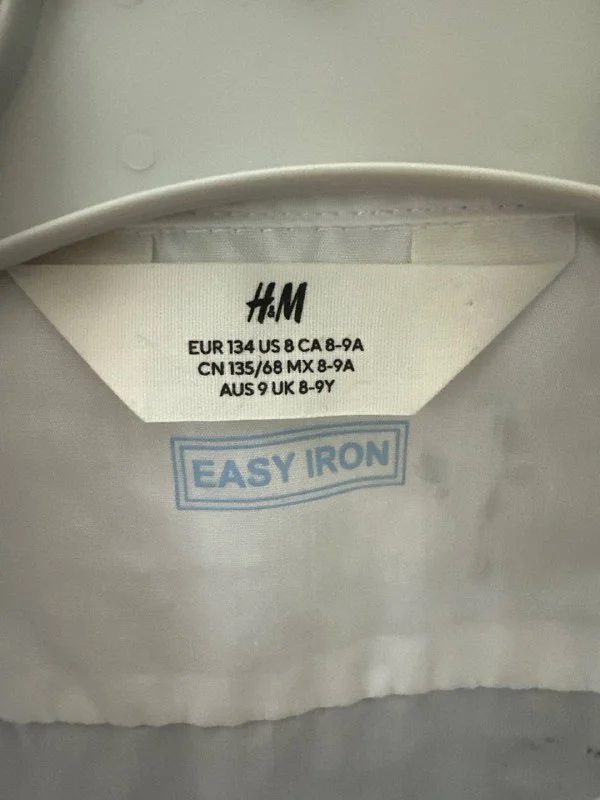 H&M
EUR 134 US 8 CA 8-9A
CN 135/68 MX 8-9A
AUS 9 UK 8-9Y
EASY IRON